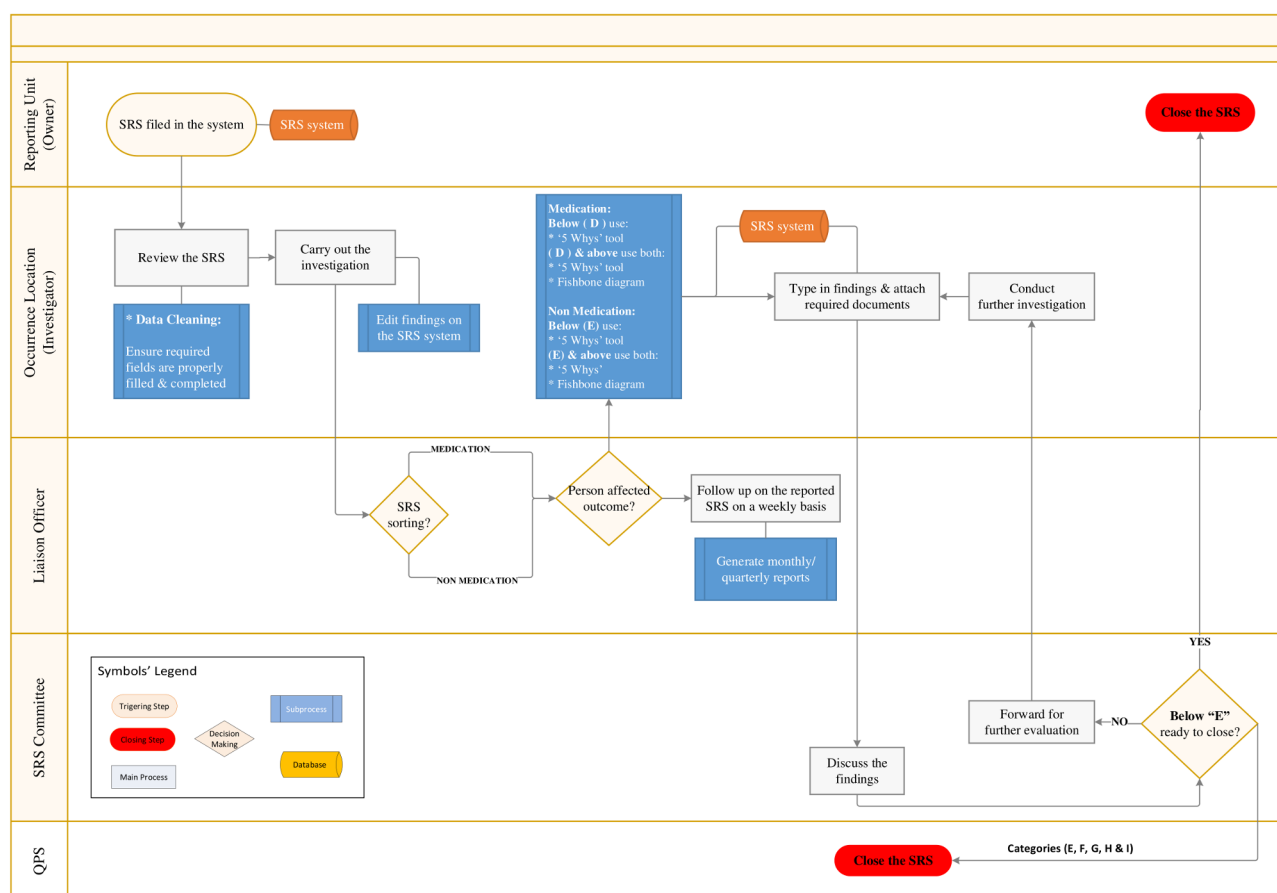 Reporting Unit
(Owner)
SRS filed in the system
SRS system
Close the SRS
Occurrence Location
(Investigator)
Review the SRS
* Data Cleaning:
Ensure required
fields are properly
filled & completed
Carry out the
investigation
Edit findings on
the SRS system
Medication:
Below ( D ) use:
* ‘5 Whys’ tool
( D ) & above use both:
* ‘5 Whys’ tool
* Fishbone diagram
Non Medication:
Below (E) use:
* ‘5 Whys’ tool
(E) & above use both:
* ‘5 Whys’
* Fishbone diagram
SRS system
Type in findings & attach
required documents
Conduct
further investigation
Liaison Officer
MEDICATION
SRS
sorting?
NON MEDICATION
Person affected
outcome?
Follow up on the reported
SRS on a weekly basis
Generate monthly/
quarterly reports
SRS Committee
Symbols’ Legend
Trigering Step
Closing Step
Main Process
Decision
Making
Subprocess
Database
Discuss the
findings
Forward for
further evaluation
NO
YES
Below “E”
ready to close?
QPS
Close the SRS
Categories (E, F, G, H & I)